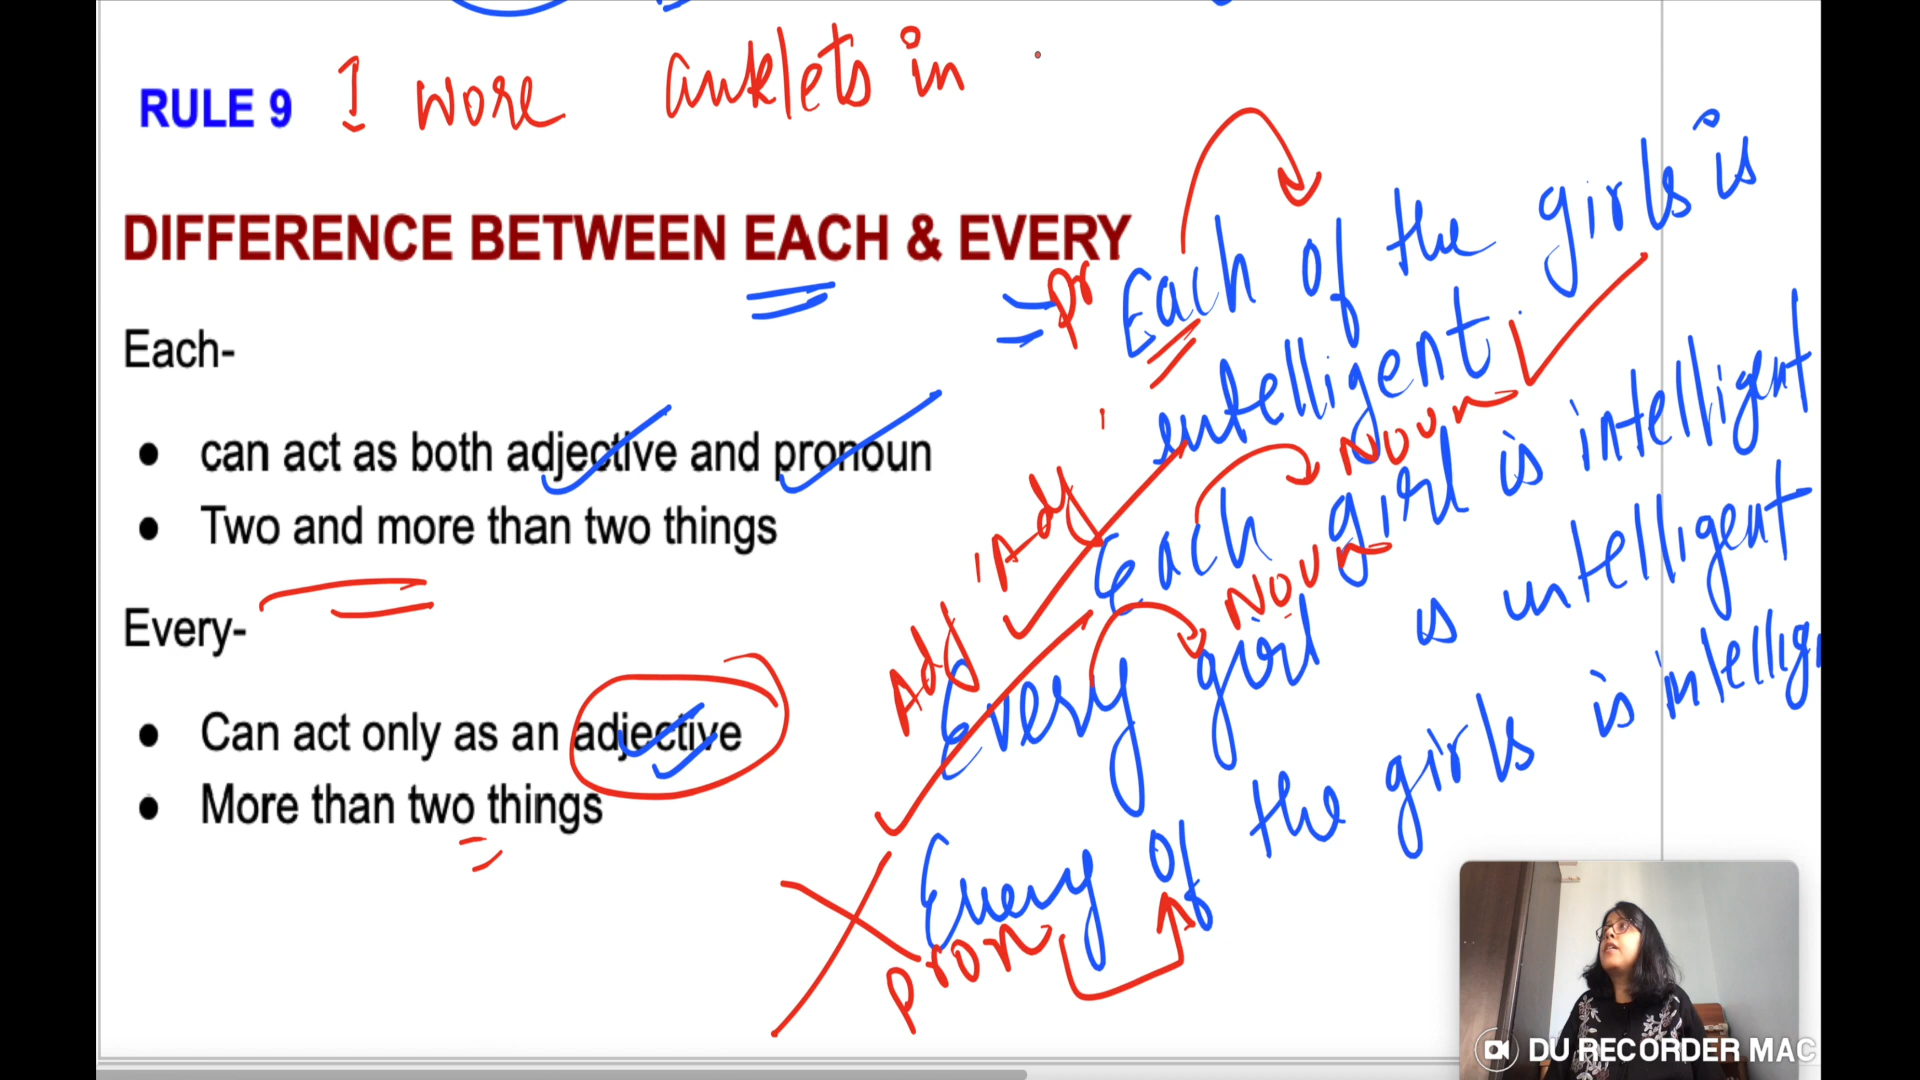 RULE 9 I wore anklets in
DIFFERENCE BETWEEN EACH & EVERY
Each-
can act as both adjective and pronoun
Two and more than two things
Every-
Can act only as an adjective
More than two things
pr Each of the girls is
intelligent.
Adj Noun
Each girl is intelligent
Adj Noun
Every girl is intelligent
Every of the girls is intellig
pron
DU RECORDER MAC